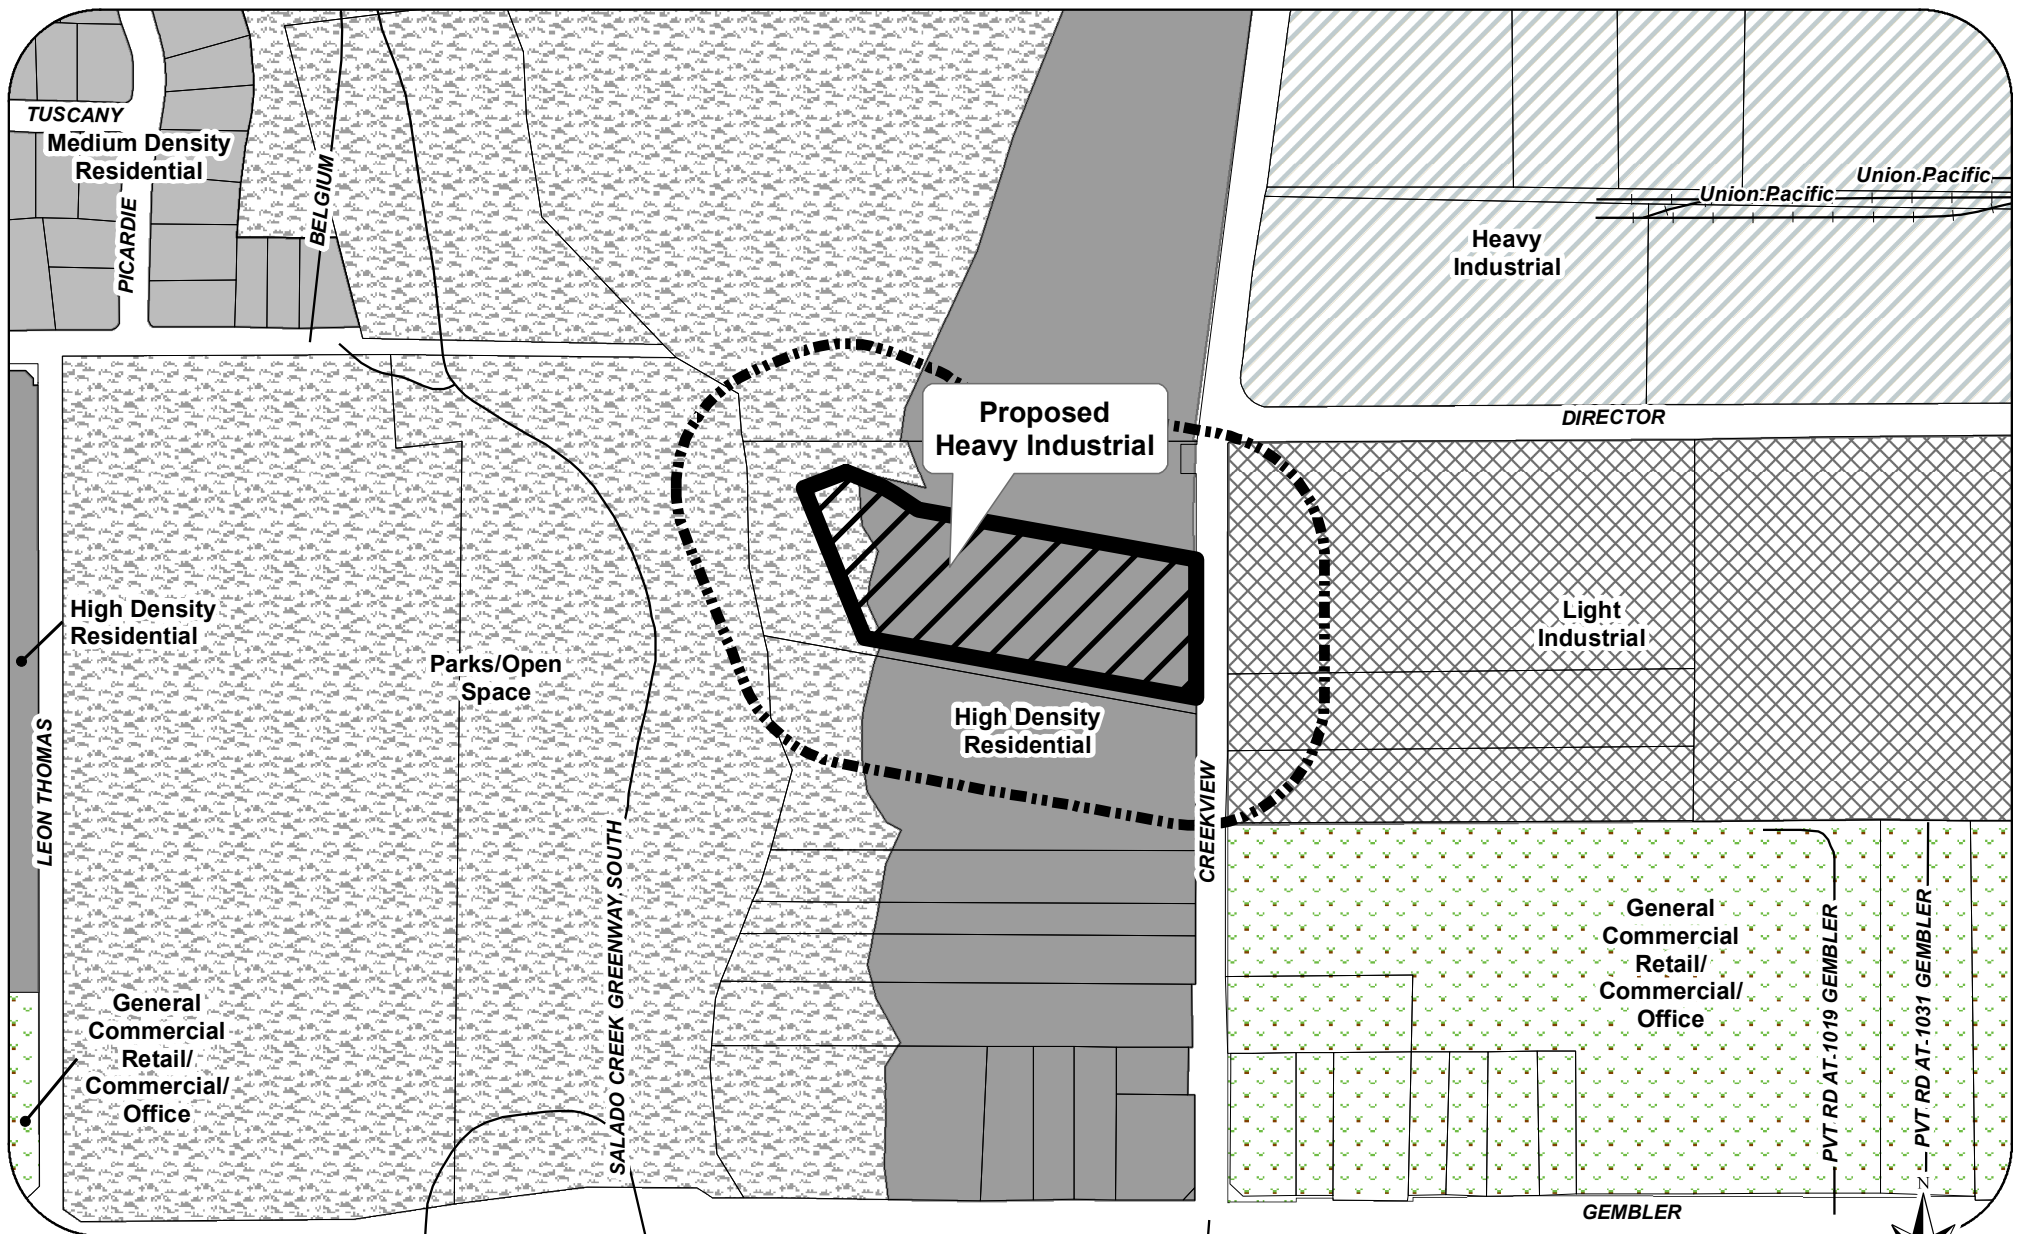 TUSCANY
Medium Density
Residential
PICARDIE
BELGIUM
Union Pacific
Union Pacific
Heavy
Industrial
DIRECTOR
Proposed
Heavy Industrial
High Density
Residential
Parks/Open
Space
Light
Industrial
High Density
Residential
LEON THOMAS
SALADO CREEK GREENWAY SOUTH
CREEKVIEW
General
Commercial
Retail/
Commercial/
Office
General
Commercial
Retail/
Commercial/
Office
PVT RD AT-1019 GEMBLER
PVT RD AT-1031 GEMBLER
GEMBLER
N